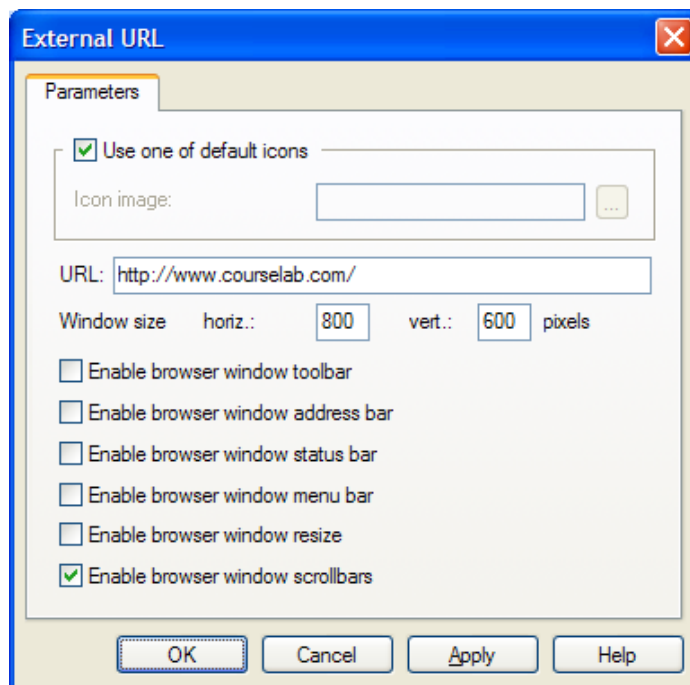 External URL
Parameters
Use one of default icons
Icon image: ...
URL: http://www.courselab.com/
Window size horiz.: 800 vert.: 600 pixels
Enable browser window toolbar
Enable browser window address bar
Enable browser window status bar
Enable browser window menu bar
Enable browser window resize
Enable browser window scrollbars
OK Cancel Apply Help